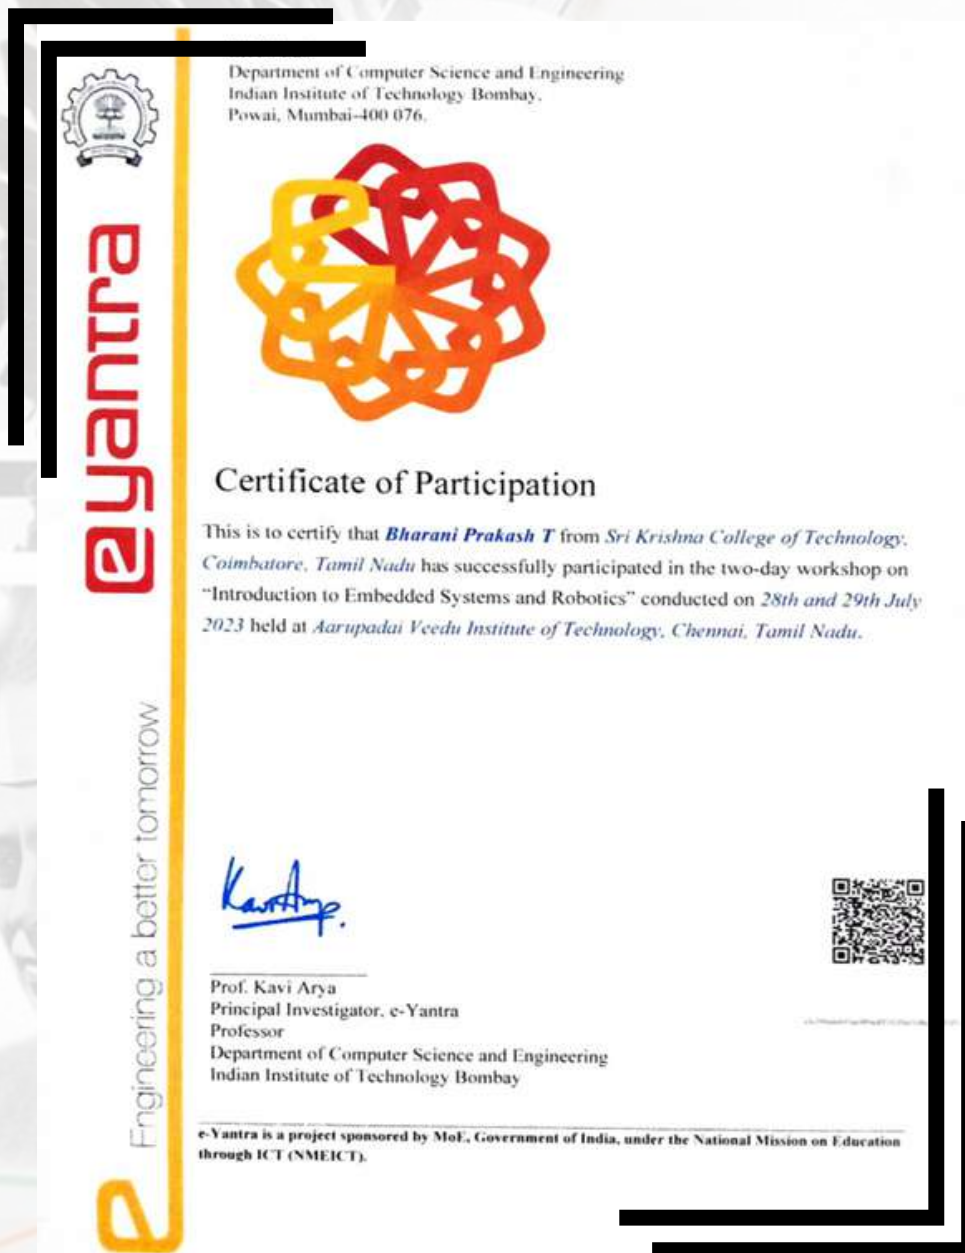 Department of Computer Science and Engineering
Indian Institute of Technology Bombay.
Powai, Mumbai-400 076.
eyantra
Certificate of Participation
This is to certify that Bharani Prakash T from Sri Krishna College of Technology,
Coimbatore, Tamil Nadu has successfully participated in the two-day workshop on
“Introduction to Embedded Systems and Robotics” conducted on 28th and 29th July
2023 held at Aarupadai Veedu Institute of Technology, Chennai, Tamil Nadu.
Engineering a better tomorrow
Prof. Kavi Arya
Principal Investigator, e-Yantra
Professor
Department of Computer Science and Engineering
Indian Institute of Technology Bombay
e-Yantra is a project sponsored by MoE, Government of India, under the National Mission on Education
through ICT (NMEICT).
e